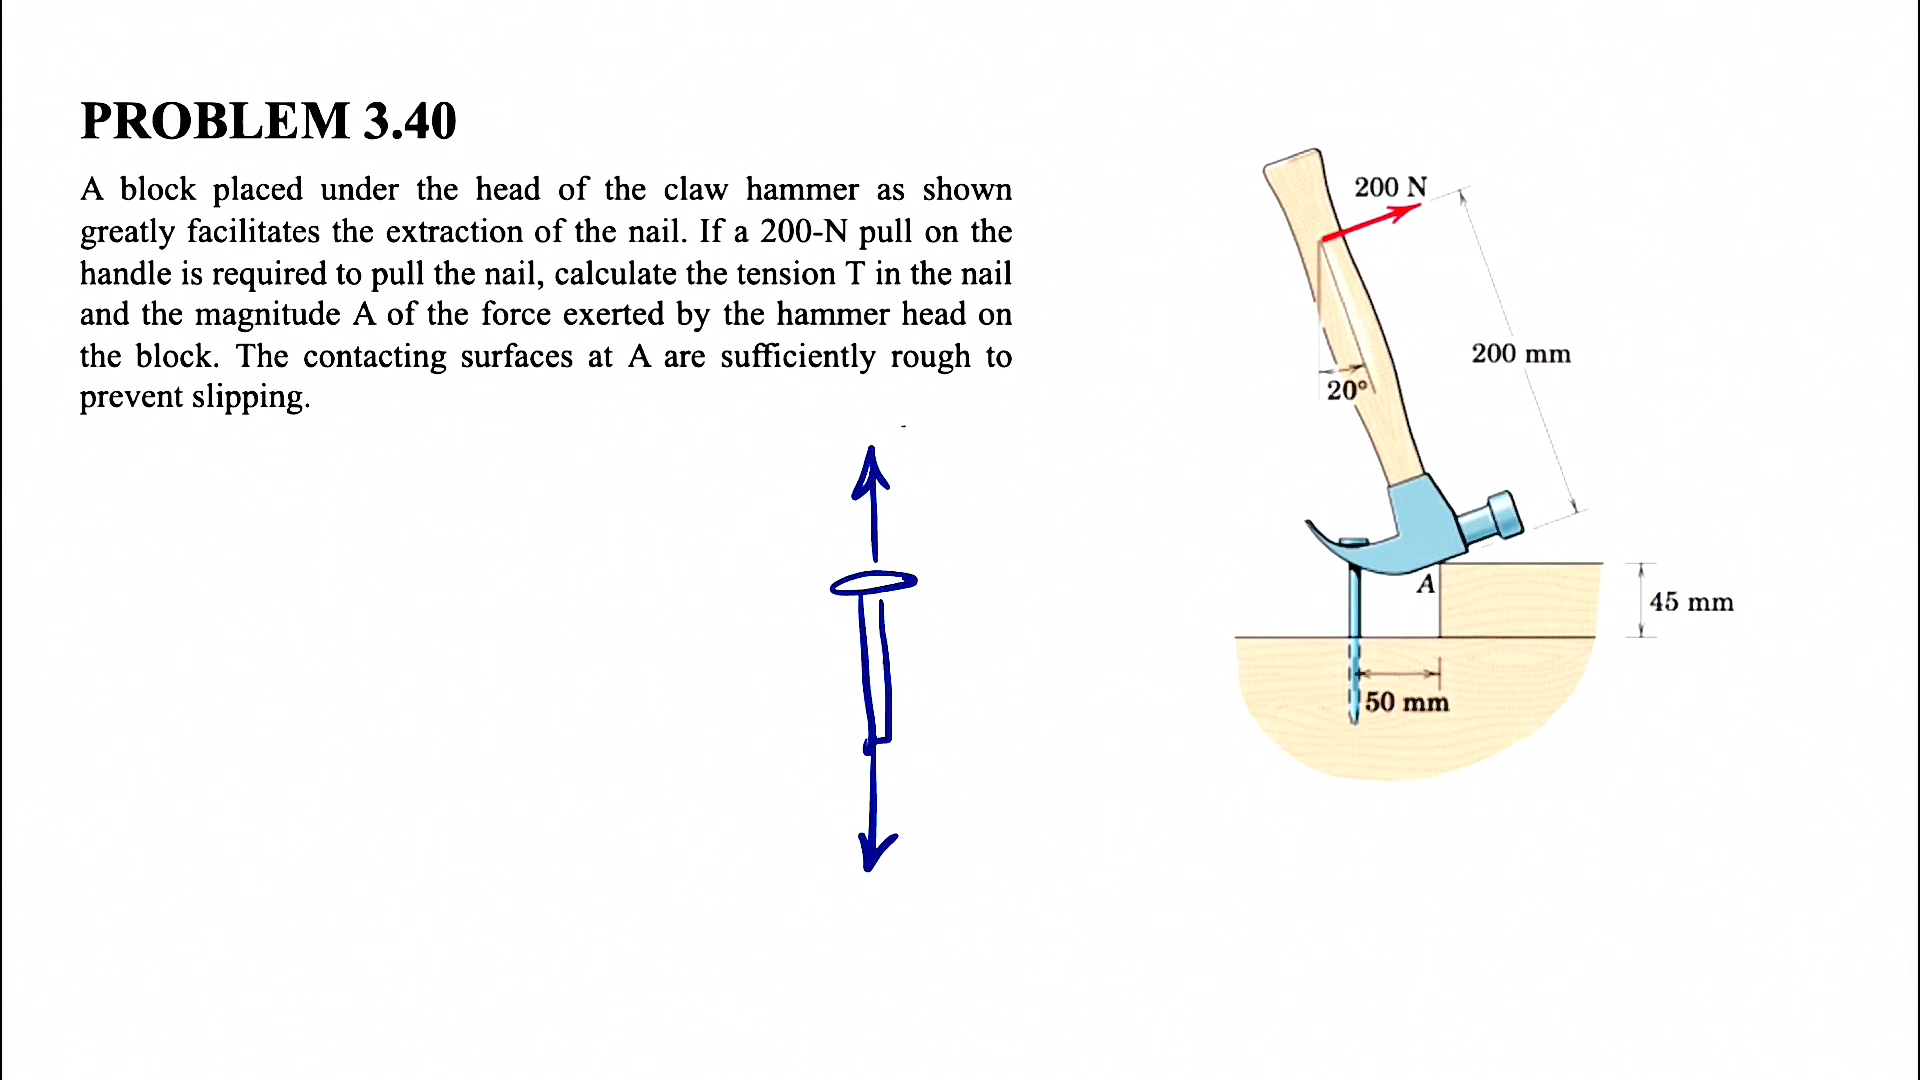 PROBLEM 3.40
A block placed under the head of the claw hammer as shown
greatly facilitates the extraction of the nail. If a 200-N pull on the
handle is required to pull the nail, calculate the tension T in the nail
and the magnitude A of the force exerted by the hammer head on
the block. The contacting surfaces at A are sufficiently rough to
prevent slipping.
200 N
200 mm
20°
A
45 mm
50 mm